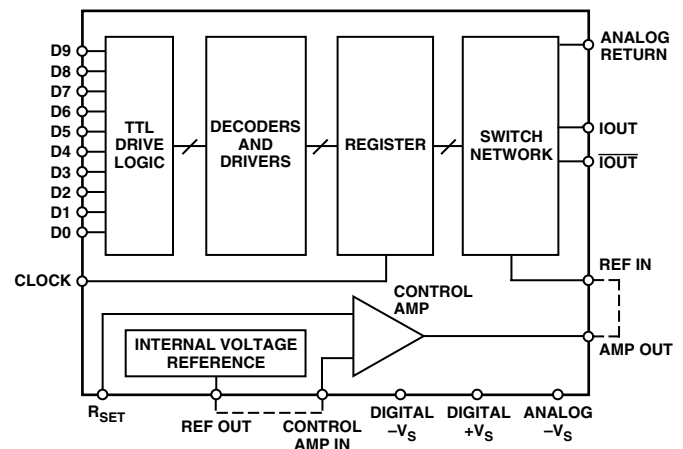 D9
D8
D7
D6
D5
D4
D3
D2
D1
D0
TTL
DRIVE
LOGIC
DECODERS
AND
DRIVERS
REGISTER
SWITCH
NETWORK
ANALOG
RETURN
IOUT
IOUT
CLOCK
REF IN
CONTROL
AMP
AMP OUT
INTERNAL VOLTAGE
REFERENCE
RSET
REF OUT
CONTROL
AMP IN
DIGITAL
–VS
DIGITAL
+VS
ANALOG
–VS